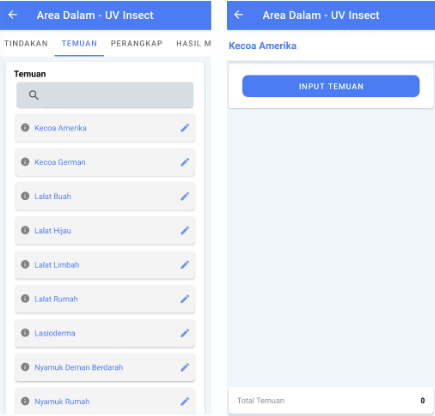 Area Dalam - UV Insect
TINDAKAN TEMUAN PERANGKAP HASIL M
Temuan
Kecoa Amerika
Kecoa German
Lalat Buah
Lalat Hijau
Lalat Limbah
Lalat Rumah
Lasioderma
Nyamuk Deman Berdarah
Nyamuk Rumah
Area Dalam - UV Insect
Kecoa Amerika
INPUT TEMUAN
Total Temuan 0